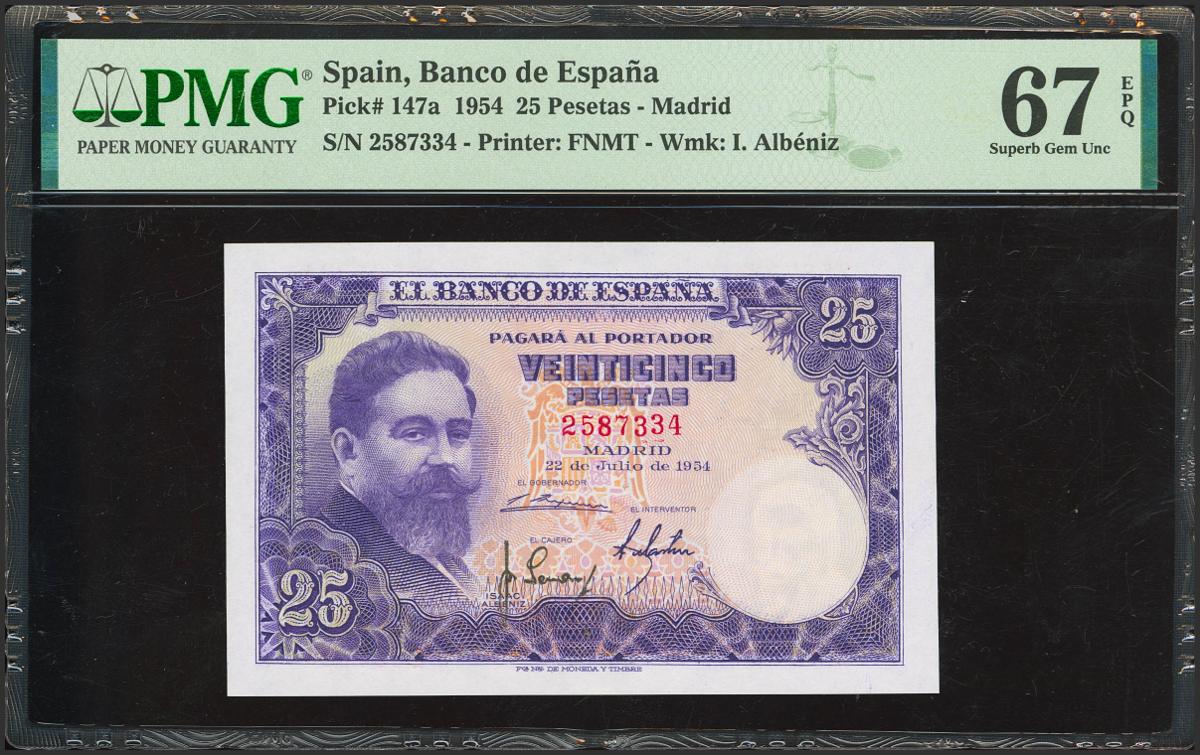 PMG®
PAPER MONEY GUARANTY
Spain, Banco de España
Pick# 147a 1954 25 Pesetas - Madrid
S/N 2587334 - Printer: FNMT - Wmk: I. Albéniz
67
EPQ
Superb Gem Unc
EL BANCO DE ESPAÑA
25
PAGARÁ AL PORTADOR
VEINTICINCO
PESETAS
2587334
MADRID
22 de Julio de 1954
EL GOBERNADOR
EL INTERVENTOR
EL CAJERO
ISAAC
ALBÉNIZ
25
FCA NAL DE MONEDA Y TIMBRE